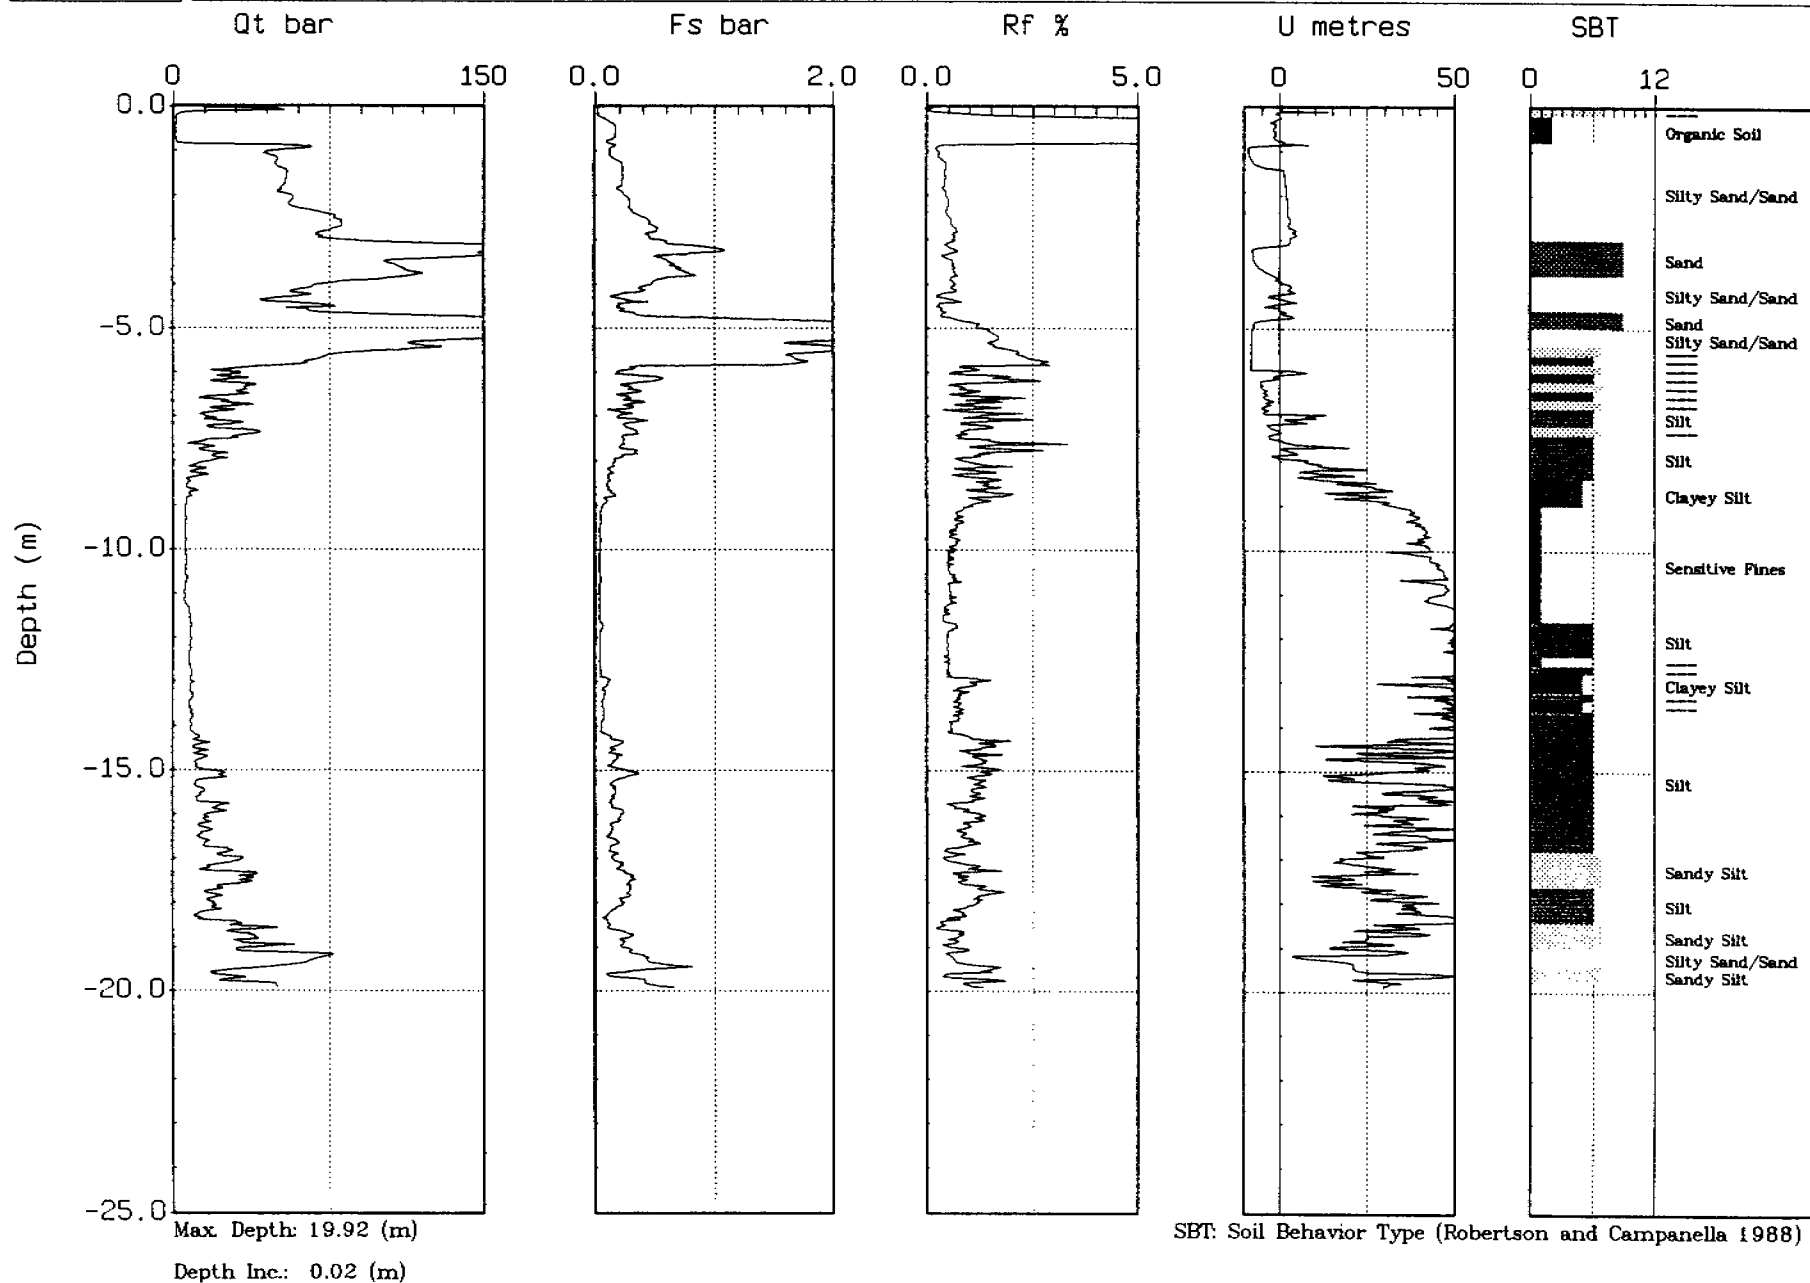 Qt bar Fs bar Rf % U metres SBT
0 150 0.0 2.0 0.0 5.0 0 50 0 12
0.0
Organic Soil
Silty Sand/Sand
Sand
Silty Sand/Sand
-5.0
Sand
Silty Sand/Sand
Silt
Silt
Clayey Silt
Depth (m)
-10.0
Sensitive Fines
Silt
Clayey Silt
-15.0
Silt
Sandy Silt
Silt
Sandy Silt
Silty Sand/Sand
Sandy Silt
-20.0
-25.0
Max. Depth: 19.92 (m)
SBT: Soil Behavior Type (Robertson and Campanella 1988)
Depth Inc.: 0.02 (m)